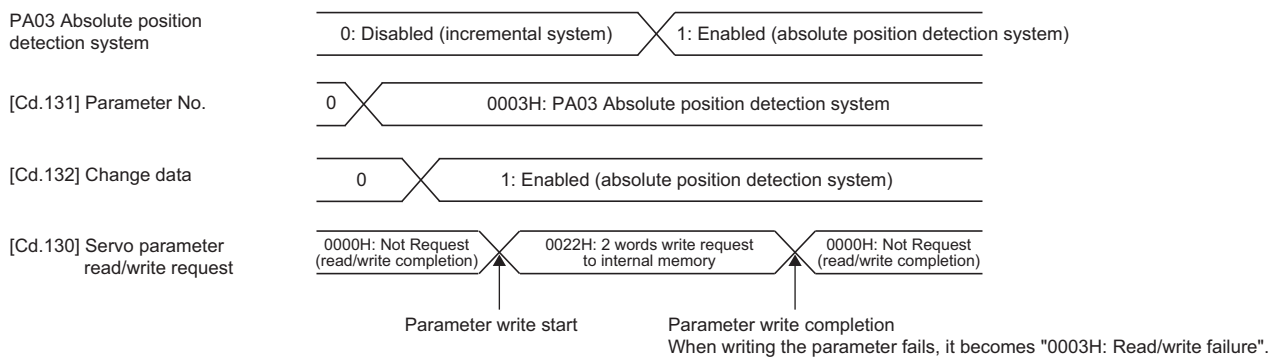 PA03 Absolute position
detection system
0: Disabled (incremental system)
1: Enabled (absolute position detection system)
[Cd.131] Parameter No.
0
0003H: PA03 Absolute position detection system
[Cd.132] Change data
0
1: Enabled (absolute position detection system)
[Cd.130] Servo parameter
read/write request
0000H: Not Request
(read/write completion)
0022H: 2 words write request
to internal memory
0000H: Not Request
(read/write completion)
Parameter write start
Parameter write completion
When writing the parameter fails, it becomes "0003H: Read/write failure".